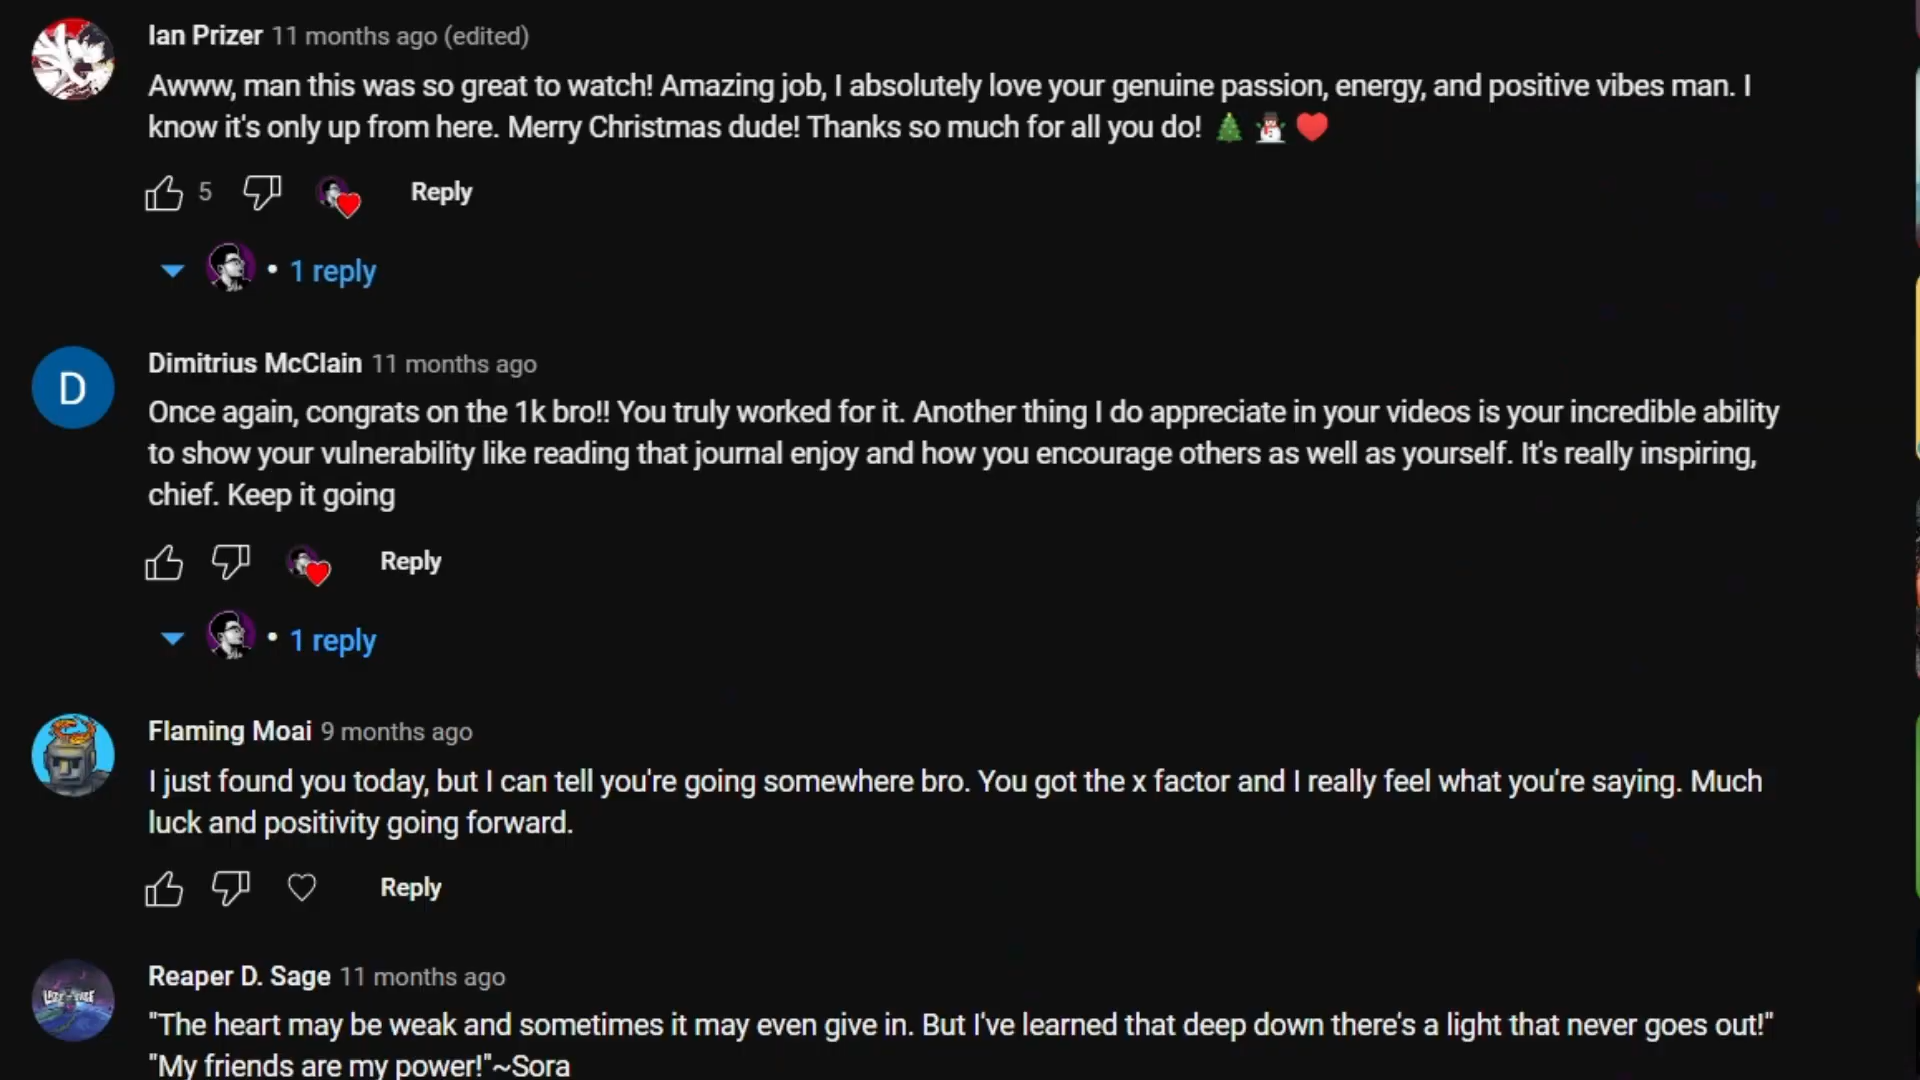 Ian Prizer 11 months ago (edited)
Awww, man this was so great to watch! Amazing job, I absolutely love your genuine passion, energy, and positive vibes man. I
know it's only up from here. Merry Christmas dude! Thanks so much for all you do! 🎄 ⛄ ❤️
5 Reply
• 1 reply
D
Dimitrius McClain 11 months ago
Once again, congrats on the 1k bro!! You truly worked for it. Another thing I do appreciate in your videos is your incredible ability
to show your vulnerability like reading that journal enjoy and how you encourage others as well as yourself. It's really inspiring,
chief. Keep it going
Reply
• 1 reply
Flaming Moai 9 months ago
I just found you today, but I can tell you're going somewhere bro. You got the x factor and I really feel what you're saying. Much
luck and positivity going forward.
Reply
Reaper D. Sage 11 months ago
"The heart may be weak and sometimes it may even give in. But I've learned that deep down there's a light that never goes out!"
"My friends are my power!"~Sora